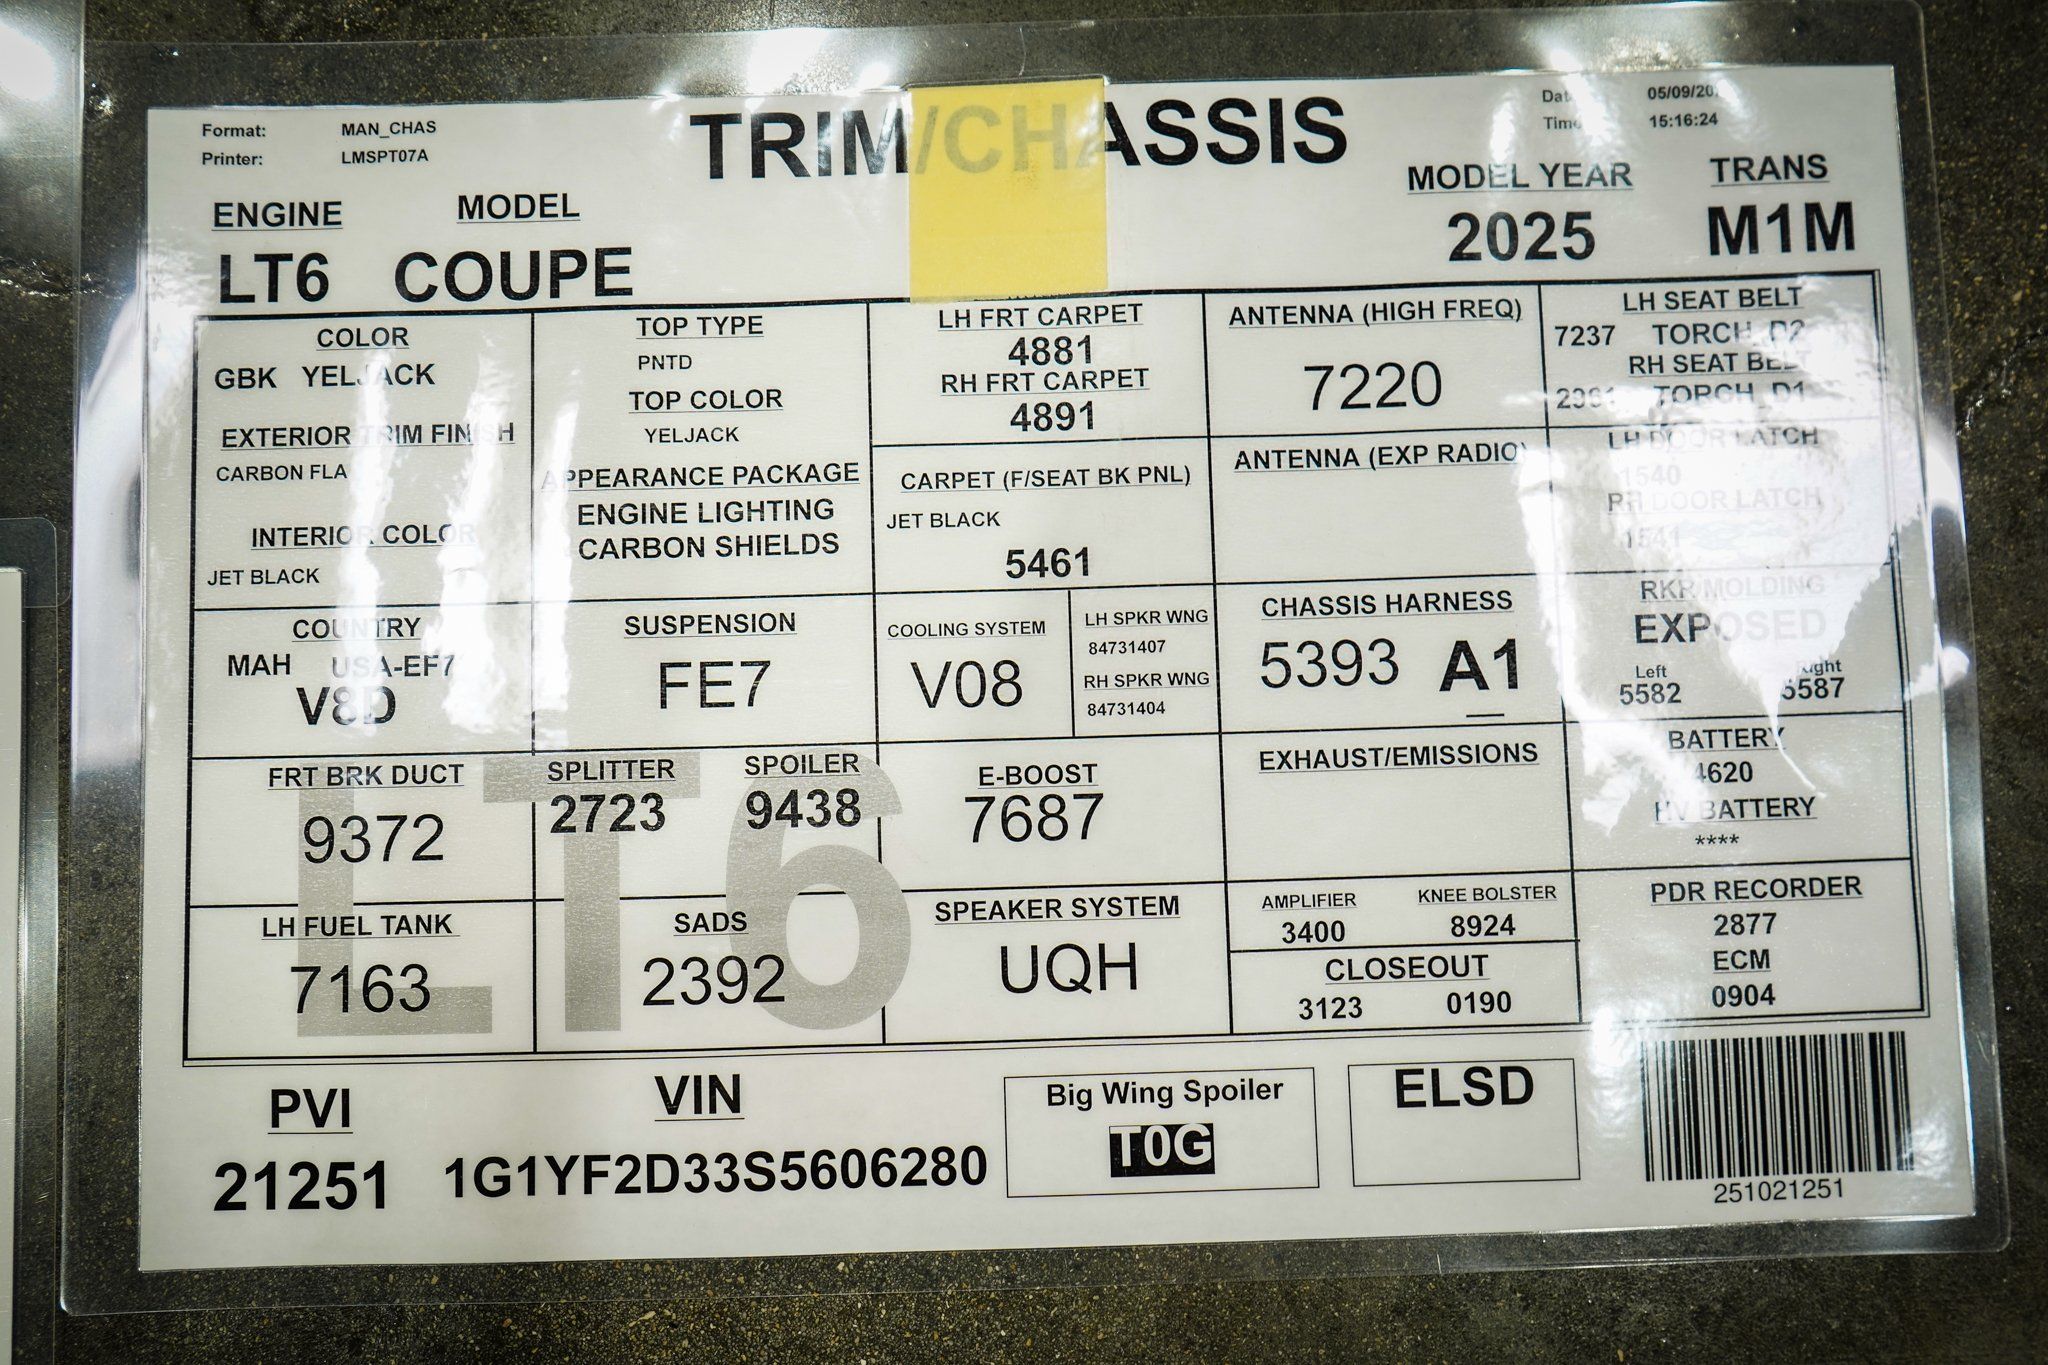 Format: MAN_CHAS
Printer: LMSPT07A
TRIM/CHASSIS
05/09/20
15:16:24
ENGINE
LT6
MODEL
COUPE
MODEL YEAR
2025
TRANS
M1M
COLOR
GBK YELJACK
EXTERIOR TRIM FINISH
CARBON FLA
INTERIOR COLOR
JET BLACK
TOP TYPE
PNTD
TOP COLOR
YELJACK
APPEARANCE PACKAGE
ENGINE LIGHTING
CARBON SHIELDS
LH FRT CARPET
4881
RH FRT CARPET
4891
CARPET (F/SEAT BK PNL)
JET BLACK
5461
ANTENNA (HIGH FREQ)
7220
ANTENNA (EXP RADIO)
LH SEAT BELT
7237 TORCH D2
RH SEAT BELT
TORCH D1
LH DOOR LATCH
1540
RH DOOR LATCH
1541
COUNTRY
MAH USA-EF7
V8D
SUSPENSION
FE7
COOLING SYSTEM
V08
LH SPKR WNG
84731407
RH SPKR WNG
84731404
CHASSIS HARNESS
5393 A1
RKR MOLDING
EXPOSED
Left Right
5582 5587
FRT BRK DUCT
9372
SPLITTER
2723
SPOILER
9438
E-BOOST
7687
EXHAUST/EMISSIONS
BATTERY
4620
HV BATTERY
****
LH FUEL TANK
7163
SADS
2392
LT6
SPEAKER SYSTEM
UQH
AMPLIFIER
3400
KNEE BOLSTER
8924
CLOSEOUT
3123 0190
PDR RECORDER
2877
ECM
0904
PVI
21251
VIN
1G1YF2D33S5606280
Big Wing Spoiler
T0G
ELSD
251021251